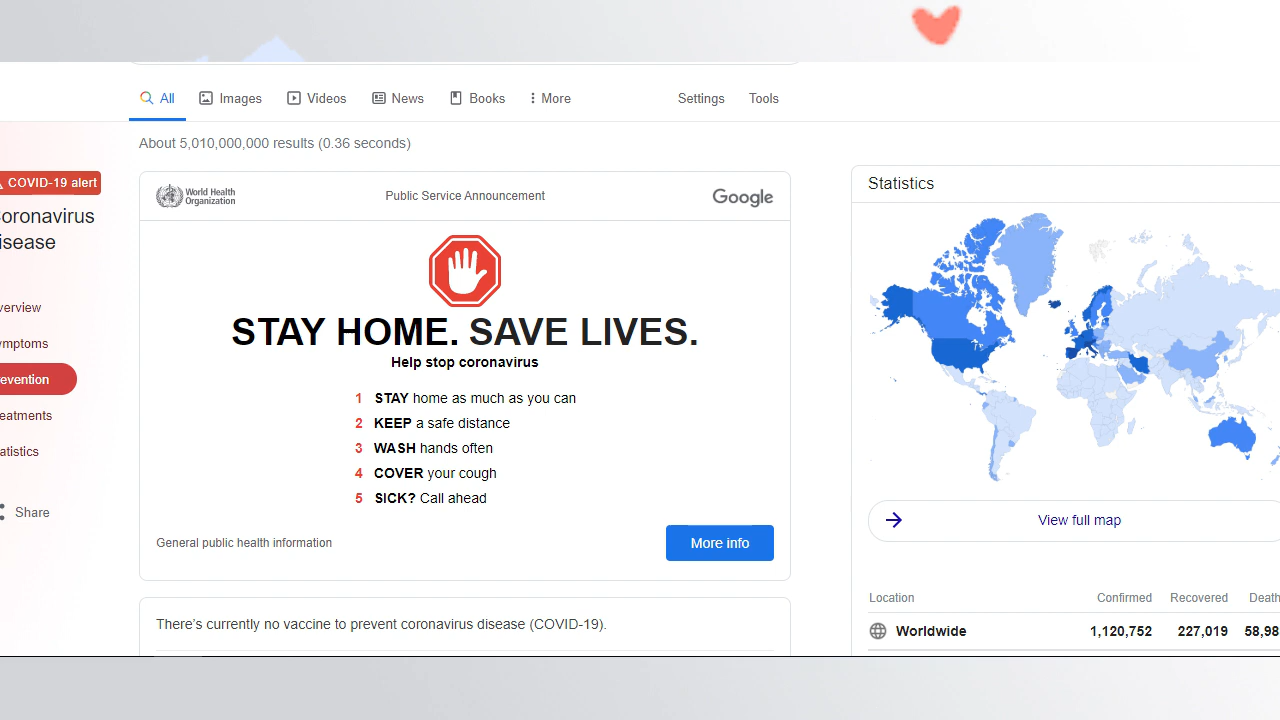 All Images Videos News Books More Settings Tools
About 5,010,000,000 results (0.36 seconds)
COVID-19 alert
oronavirus
isease
verview
mptoms
evention
eatments
atistics
Share
World Health
Organization
Public Service Announcement
Google
STAY HOME. SAVE LIVES.
Help stop coronavirus
1 STAY home as much as you can
2 KEEP a safe distance
3 WASH hands often
4 COVER your cough
5 SICK? Call ahead
General public health information
More info
There's currently no vaccine to prevent coronavirus disease (COVID-19).
Statistics
View full map
Location Confirmed Recovered Death
Worldwide 1,120,752 227,019 58,98